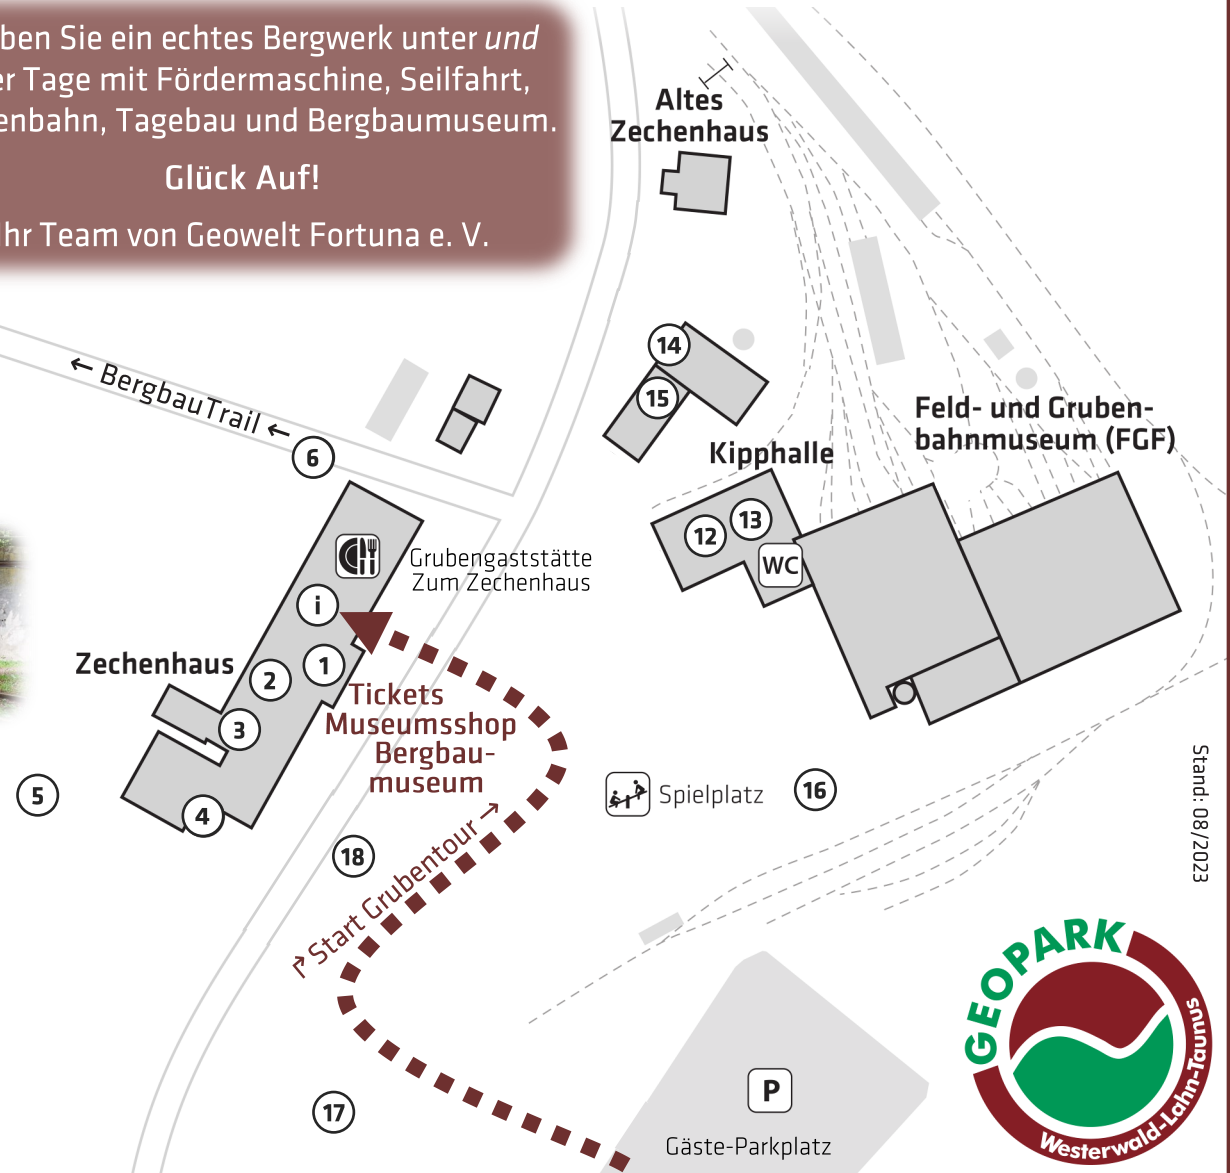 ben Sie ein echtes Bergwerk unter und
er Tage mit Fördermaschine, Seilfahrt,
enbahn, Tagebau und Bergbaumuseum.
Glück Auf!
Ihr Team von Geowelt Fortuna e. V.
Altes
Zechenhaus
14
15
← BergbauTrail ←
6
Kipphalle
Feld- und Gruben-
bahnmuseum (FGF)
12
13
WC
Grubengaststätte
Zum Zechenhaus
i
1
Zechenhaus
2
3
4
5
Tickets
Museumsshop
Bergbau-
museum
Spielplatz
16
Stand: 08/2023
18
Start Grubentour →
17
P
Gäste-Parkplatz
GEOPARK
Westerwald-Lahn-Taunus